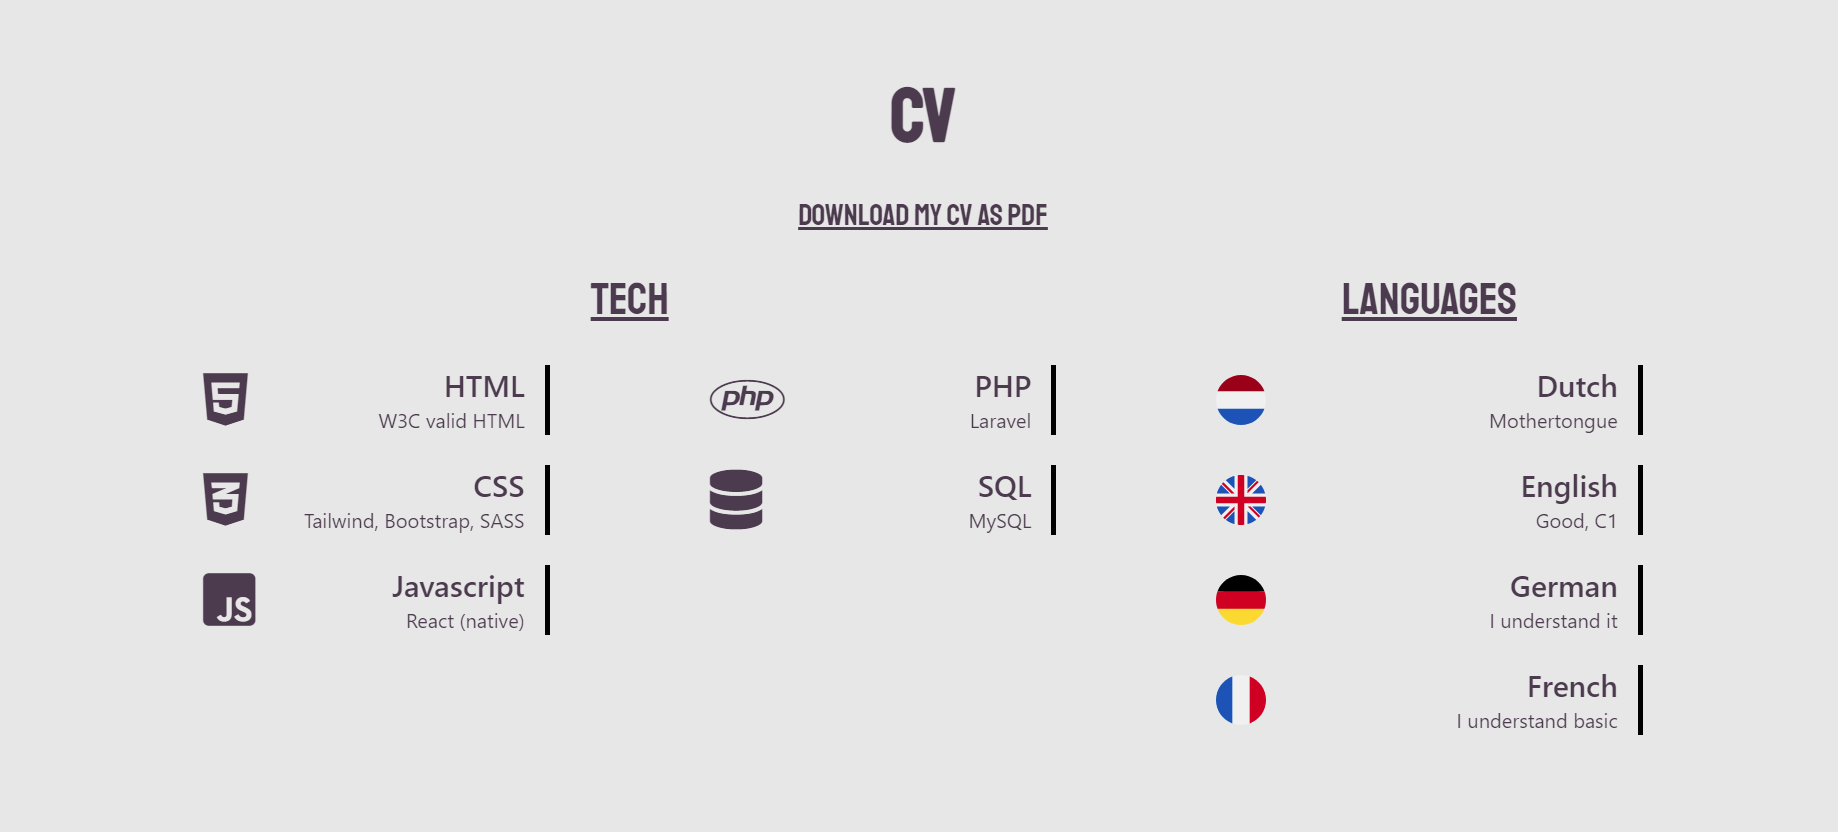 CV
DOWNLOAD MY CV AS PDF
TECH
HTML
W3C valid HTML
CSS
Tailwind, Bootstrap, SASS
JS
Javascript
React (native)
php
PHP
Laravel
SQL
MySQL
LANGUAGES
Dutch
Mothertongue
English
Good, C1
German
I understand it
French
I understand basic